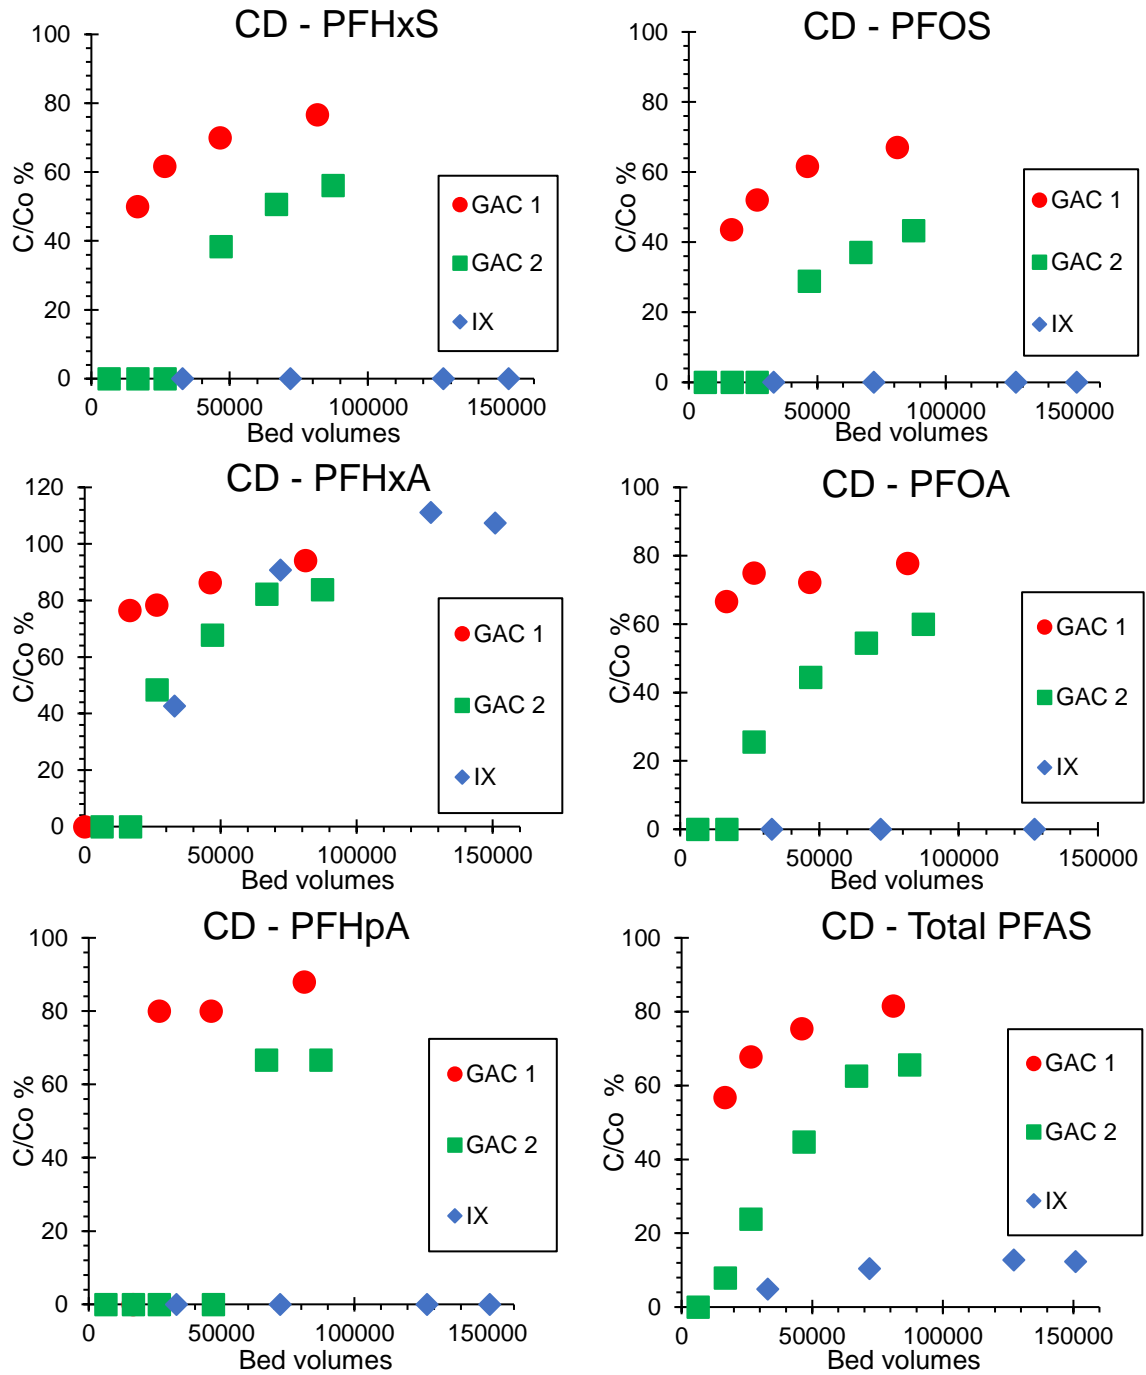 CD - PFHxS
100
80
60
40
20
0
C/Co %
GAC 1
GAC 2
IX
0 50000 100000 150000
Bed volumes
CD - PFOS
100
80
60
40
20
0
C/Co %
GAC 1
GAC 2
IX
0 50000 100000 150000
Bed volumes
CD - PFHxA
120
100
80
60
40
20
0
C/Co %
GAC 1
GAC 2
IX
0 50000 100000 150000
Bed volumes
CD - PFOA
100
80
60
40
20
0
C/Co %
GAC 1
GAC 2
IX
0 50000 100000 150000
Bed volumes
CD - PFHpA
100
80
60
40
20
0
C/Co %
GAC 1
GAC 2
IX
0 50000 100000 150000
Bed volumes
CD - Total PFAS
100
80
60
40
20
0
C/Co %
GAC 1
GAC 2
IX
0 50000 100000 150000
Bed volumes